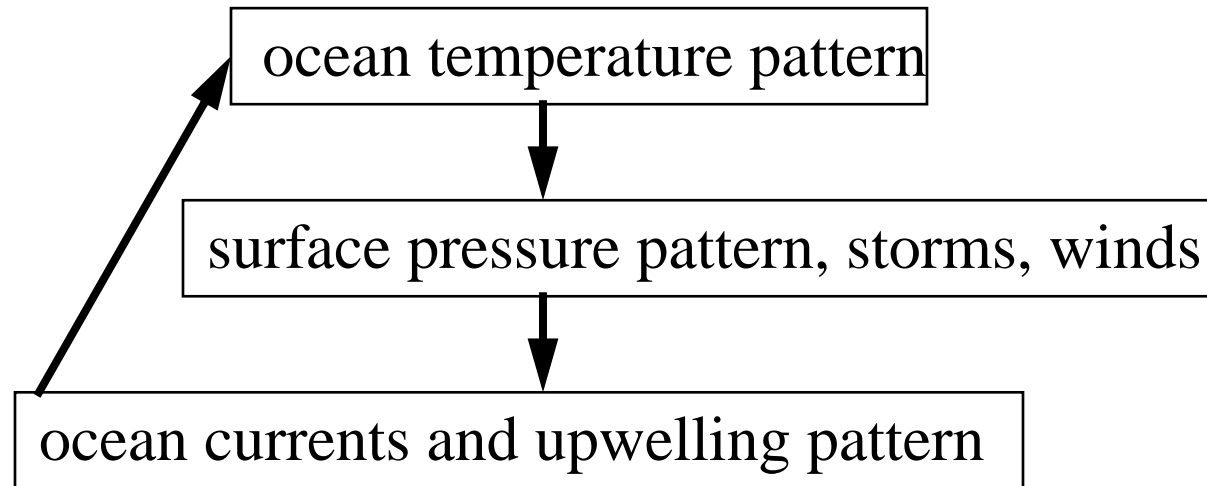 ocean temperature pattern
surface pressure pattern, storms, winds
ocean currents and upwelling pattern